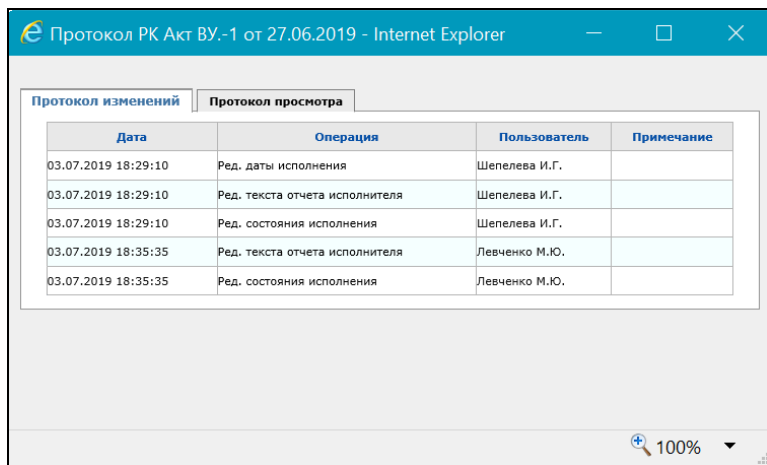 Протокол РК Акт ВУ.-1 от 27.06.2019 - Internet Explorer
Протокол изменений Протокол просмотра
Дата Операция Пользователь Примечание
03.07.2019 18:29:10 Ред. даты исполнения Шепелева И.Г.
03.07.2019 18:29:10 Ред. текста отчета исполнителя Шепелева И.Г.
03.07.2019 18:29:10 Ред. состояния исполнения Шепелева И.Г.
03.07.2019 18:35:35 Ред. текста отчета исполнителя Левченко М.Ю.
03.07.2019 18:35:35 Ред. состояния исполнения Левченко М.Ю.
100%